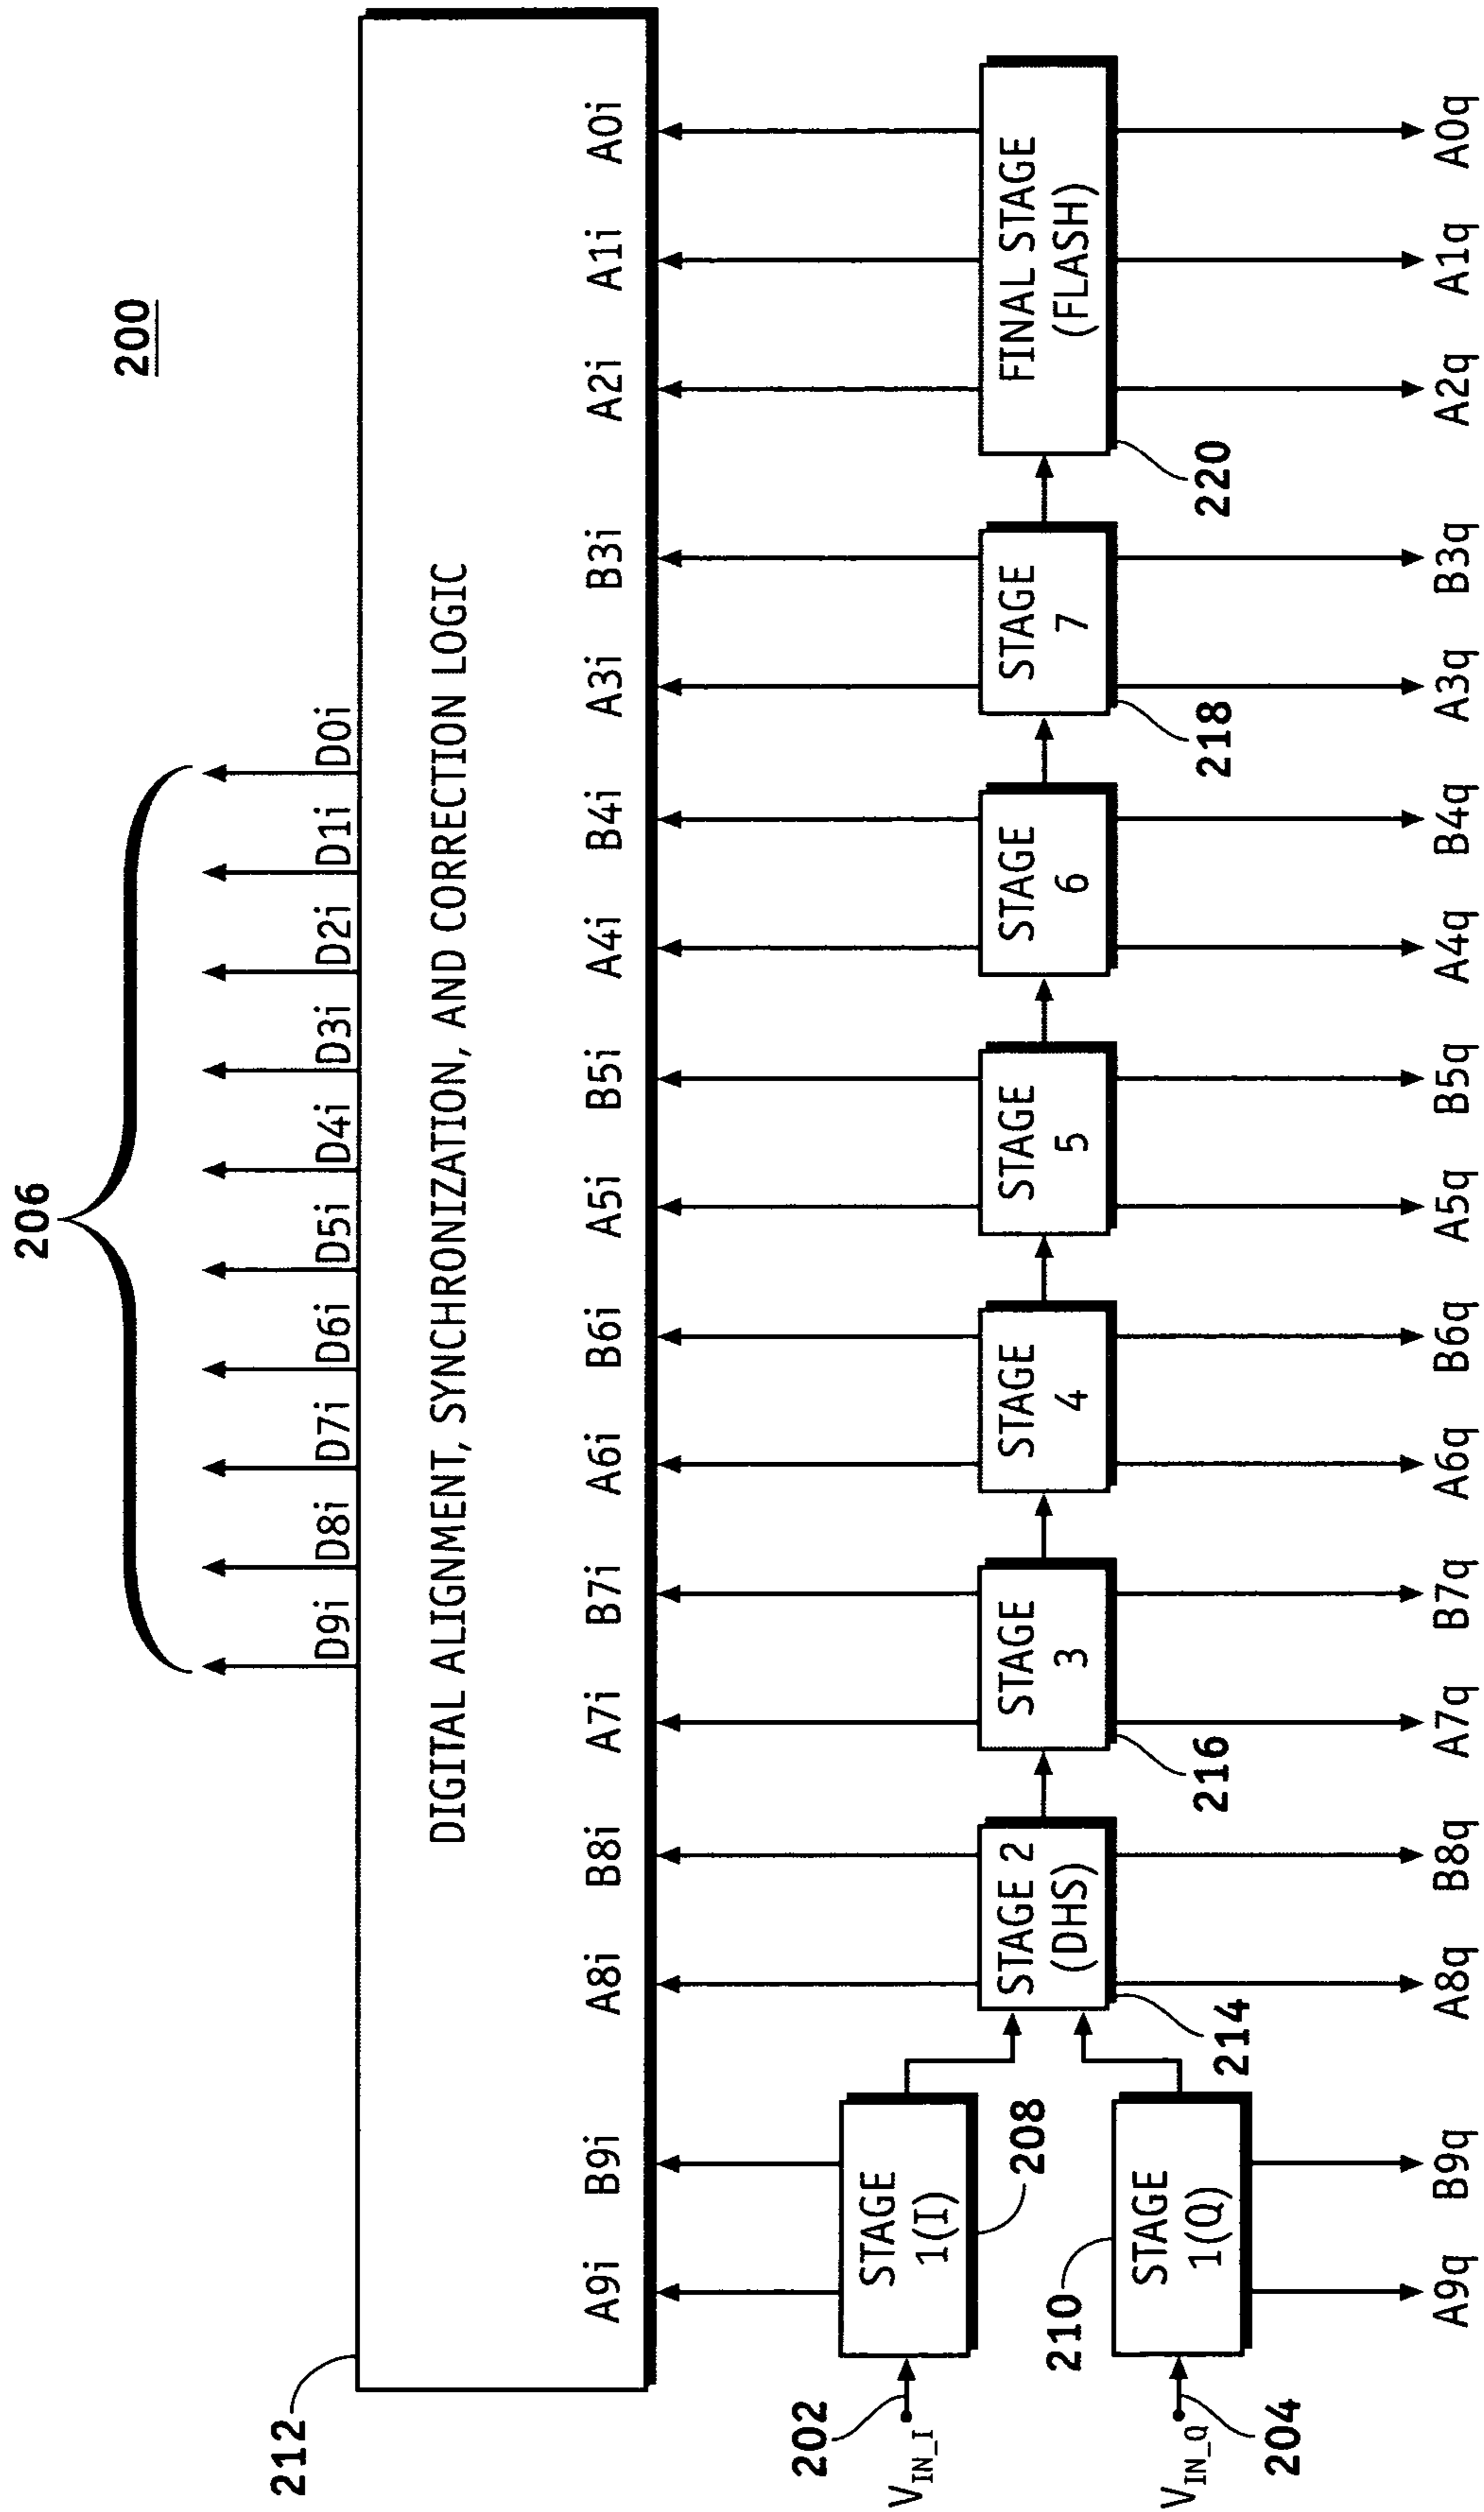 200
206
D9i D8i D7i D6i D5i D4i D3i D2i D1i D0i
212
DIGITAL ALIGNMENT, SYNCHRONIZATION, AND CORRECTION LOGIC
A9i B9i A8i B8i A7i B7i A6i B6i A5i B5i A4i B4i A3i B3i A2i A1i A0i
202
VIN_I
STAGE
1(I)
208
210
VIN_Q
204
STAGE
1(Q)
STAGE 2
(DHS)
214
STAGE
3
216
STAGE
4
STAGE
5
STAGE
6
STAGE
7
218
FINAL STAGE
(FLASH)
220
A9q B9q A8q B8q A7q B7q A6q B6q A5q B5q A4q B4q A3q B3q A2q A1q A0q